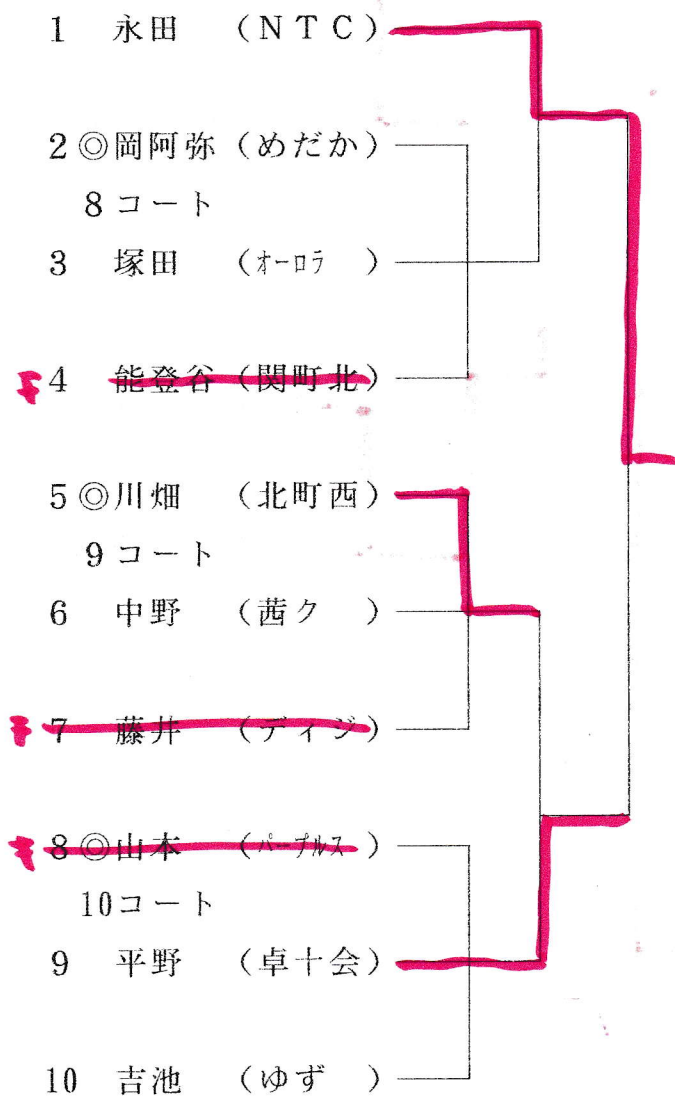 1 永田 (NTC)
2 ◎岡阿弥 (めだか)
8コート
3 塚田 (オーロラ)
キ 4 能登谷 (関町北)
5 ◎川畑 (北町西)
9コート
6 中野 (茜ク)
キ 7 藤井 (ディジ)
キ 8 ◎山本 (パープルス)
10コート
9 平野 (卓十会)
10 吉池 (ゆず)